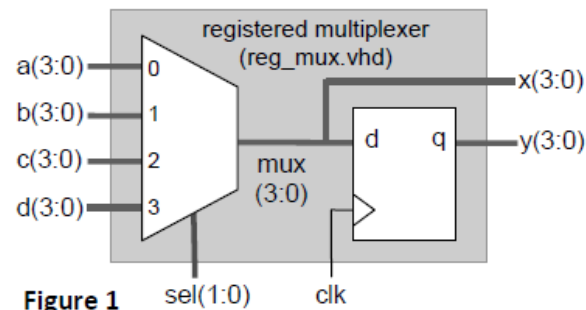 registered multiplexer
(reg_mux.vhd)
a(3:0)
0
x(3:0)
b(3:0)
1
d
q
y(3:0)
c(3:0)
2
mux
(3:0)
d(3:0)
3
Figure 1
sel(1:0)
clk